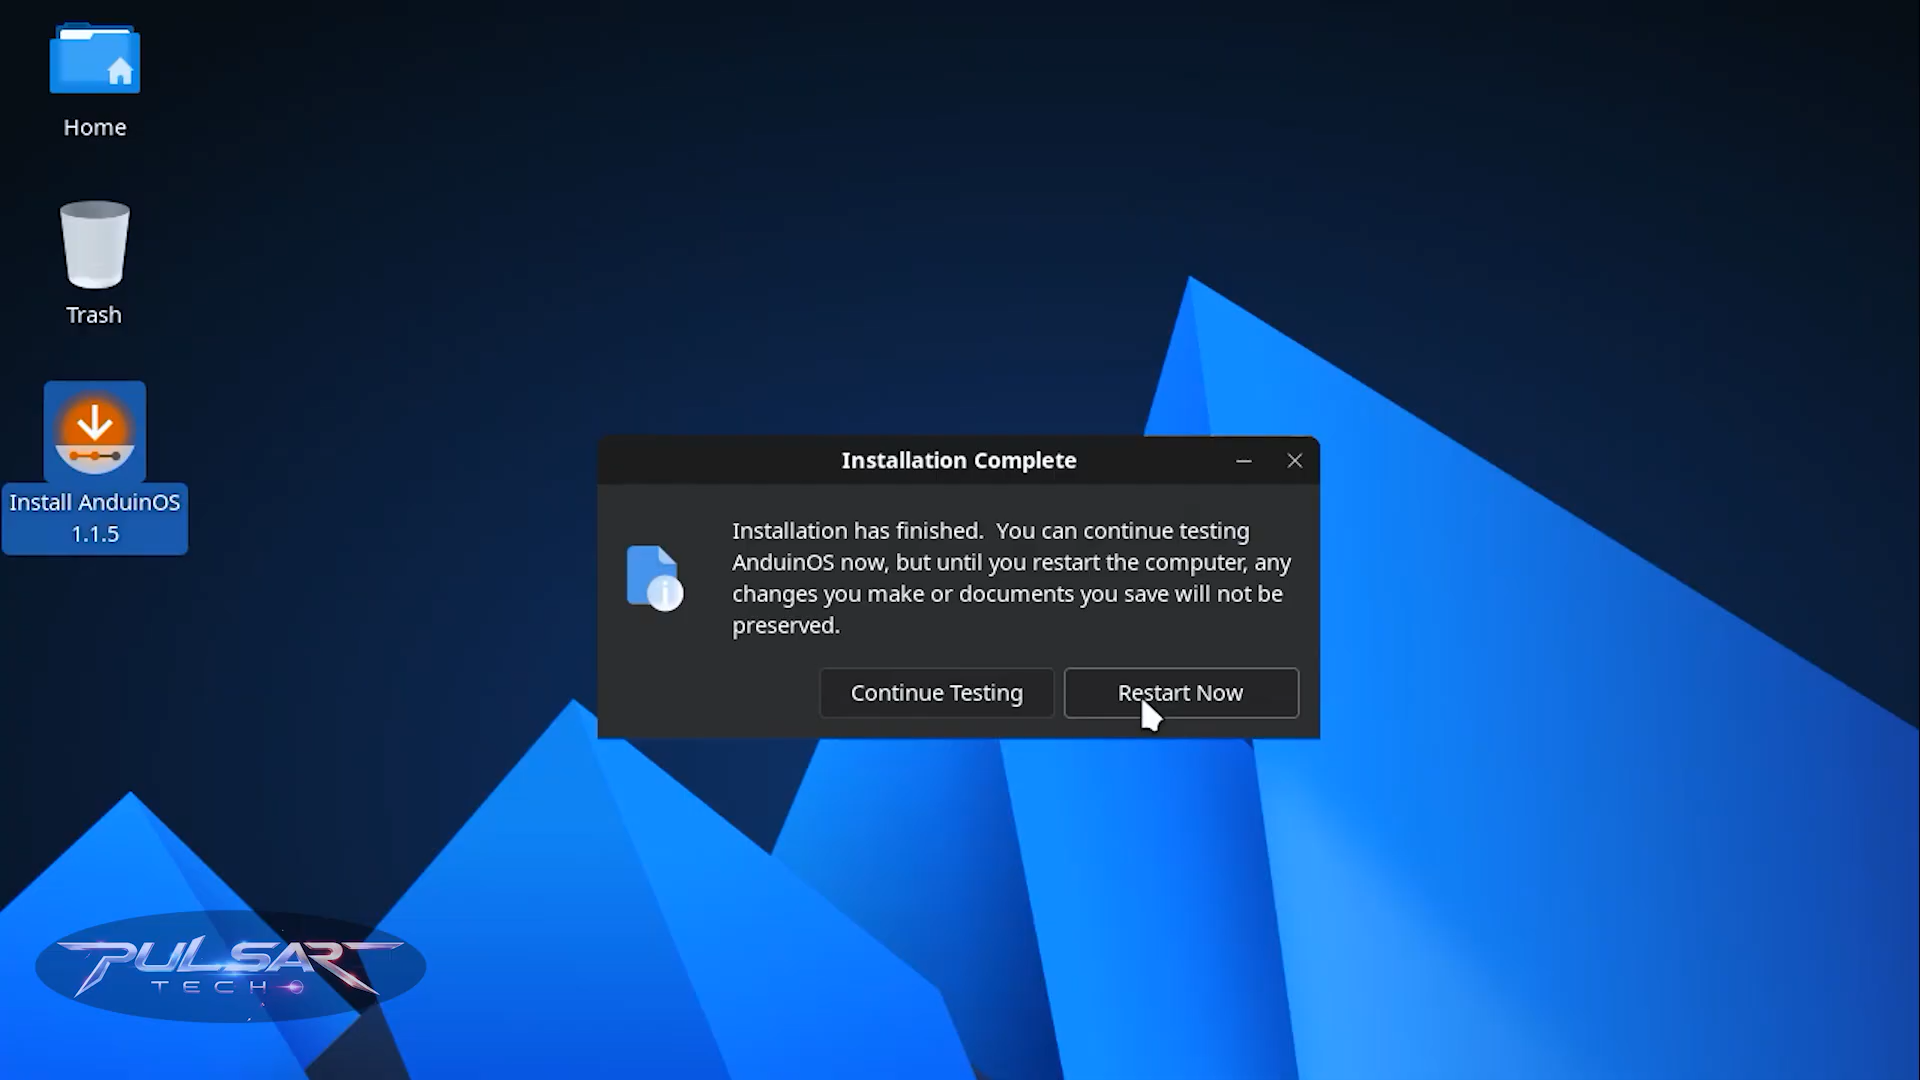 Home
Trash
Install AnduinOS
1.1.5
Installation Complete
Installation has finished.  You can continue testing
AnduinOS now, but until you restart the computer, any
changes you make or documents you save will not be
preserved.
Continue Testing
Restart Now
PULSAR
TECH